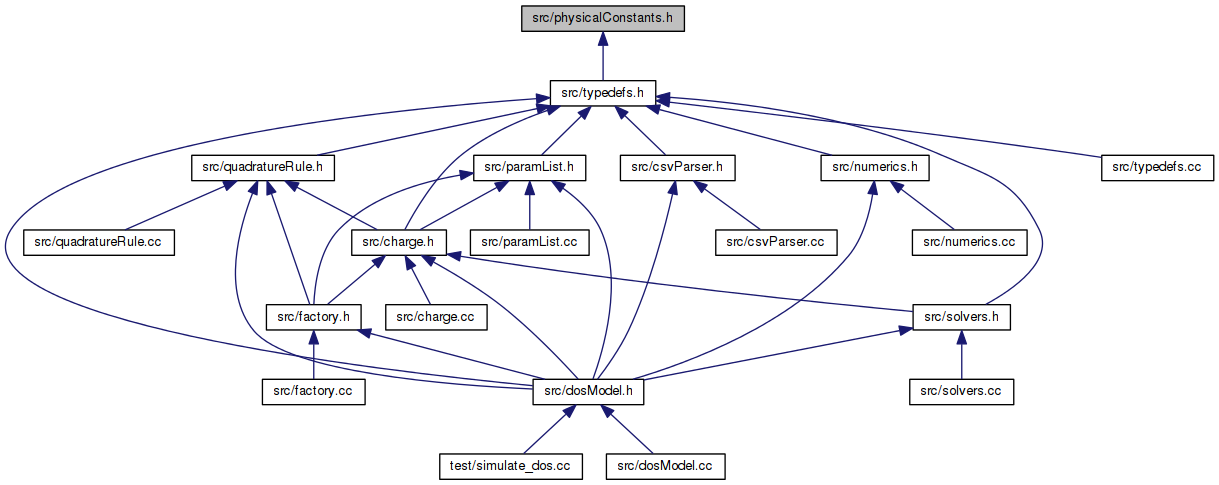 src/physicalConstants.h
src/typedefs.h
src/quadratureRule.h
src/paramList.h
src/csvParser.h
src/numerics.h
src/typedefs.cc
src/quadratureRule.cc
src/charge.h
src/paramList.cc
src/csvParser.cc
src/numerics.cc
src/factory.h
src/charge.cc
src/solvers.h
src/factory.cc
src/dosModel.h
src/solvers.cc
test/simulate_dos.cc
src/dosModel.cc